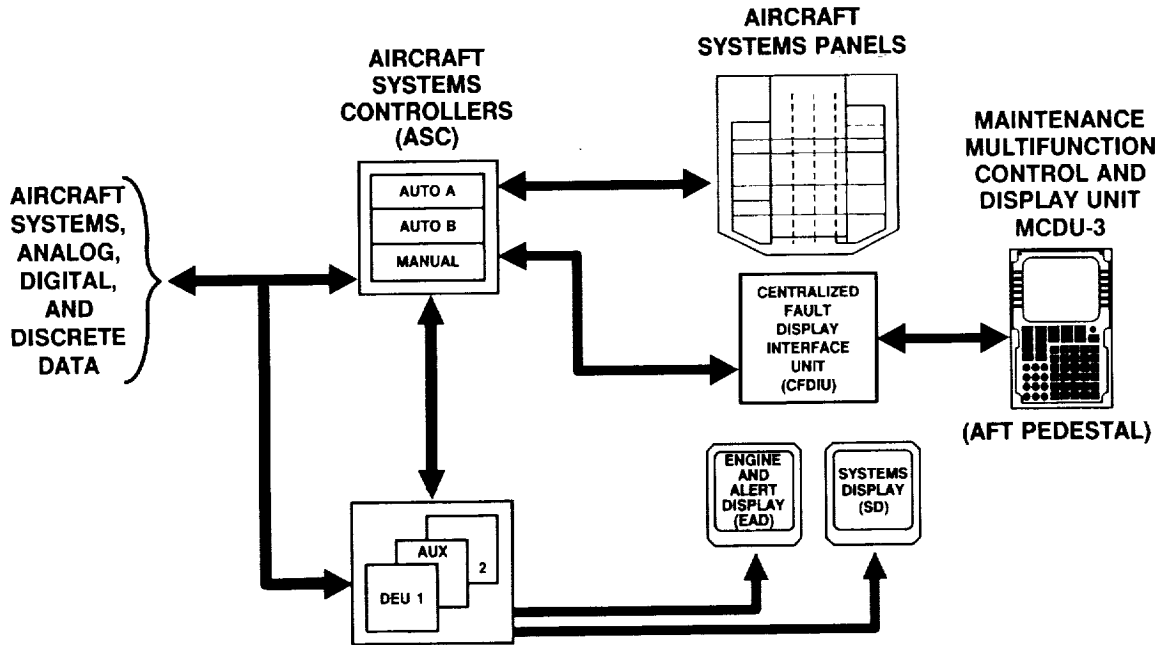 AIRCRAFT
SYSTEMS,
ANALOG,
DIGITAL,
AND
DISCRETE
DATA
AIRCRAFT
SYSTEMS
CONTROLLERS
(ASC)
AUTO A
AUTO B
MANUAL
AIRCRAFT
SYSTEMS PANELS
MAINTENANCE
MULTIFUNCTION
CONTROL AND
DISPLAY UNIT
MCDU-3
(AFT PEDESTAL)
CENTRALIZED
FAULT
DISPLAY
INTERFACE
UNIT
(CFDIU)
ENGINE
AND
ALERT
DISPLAY
(EAD)
SYSTEMS
DISPLAY
(SD)
DEU 1
AUX
2